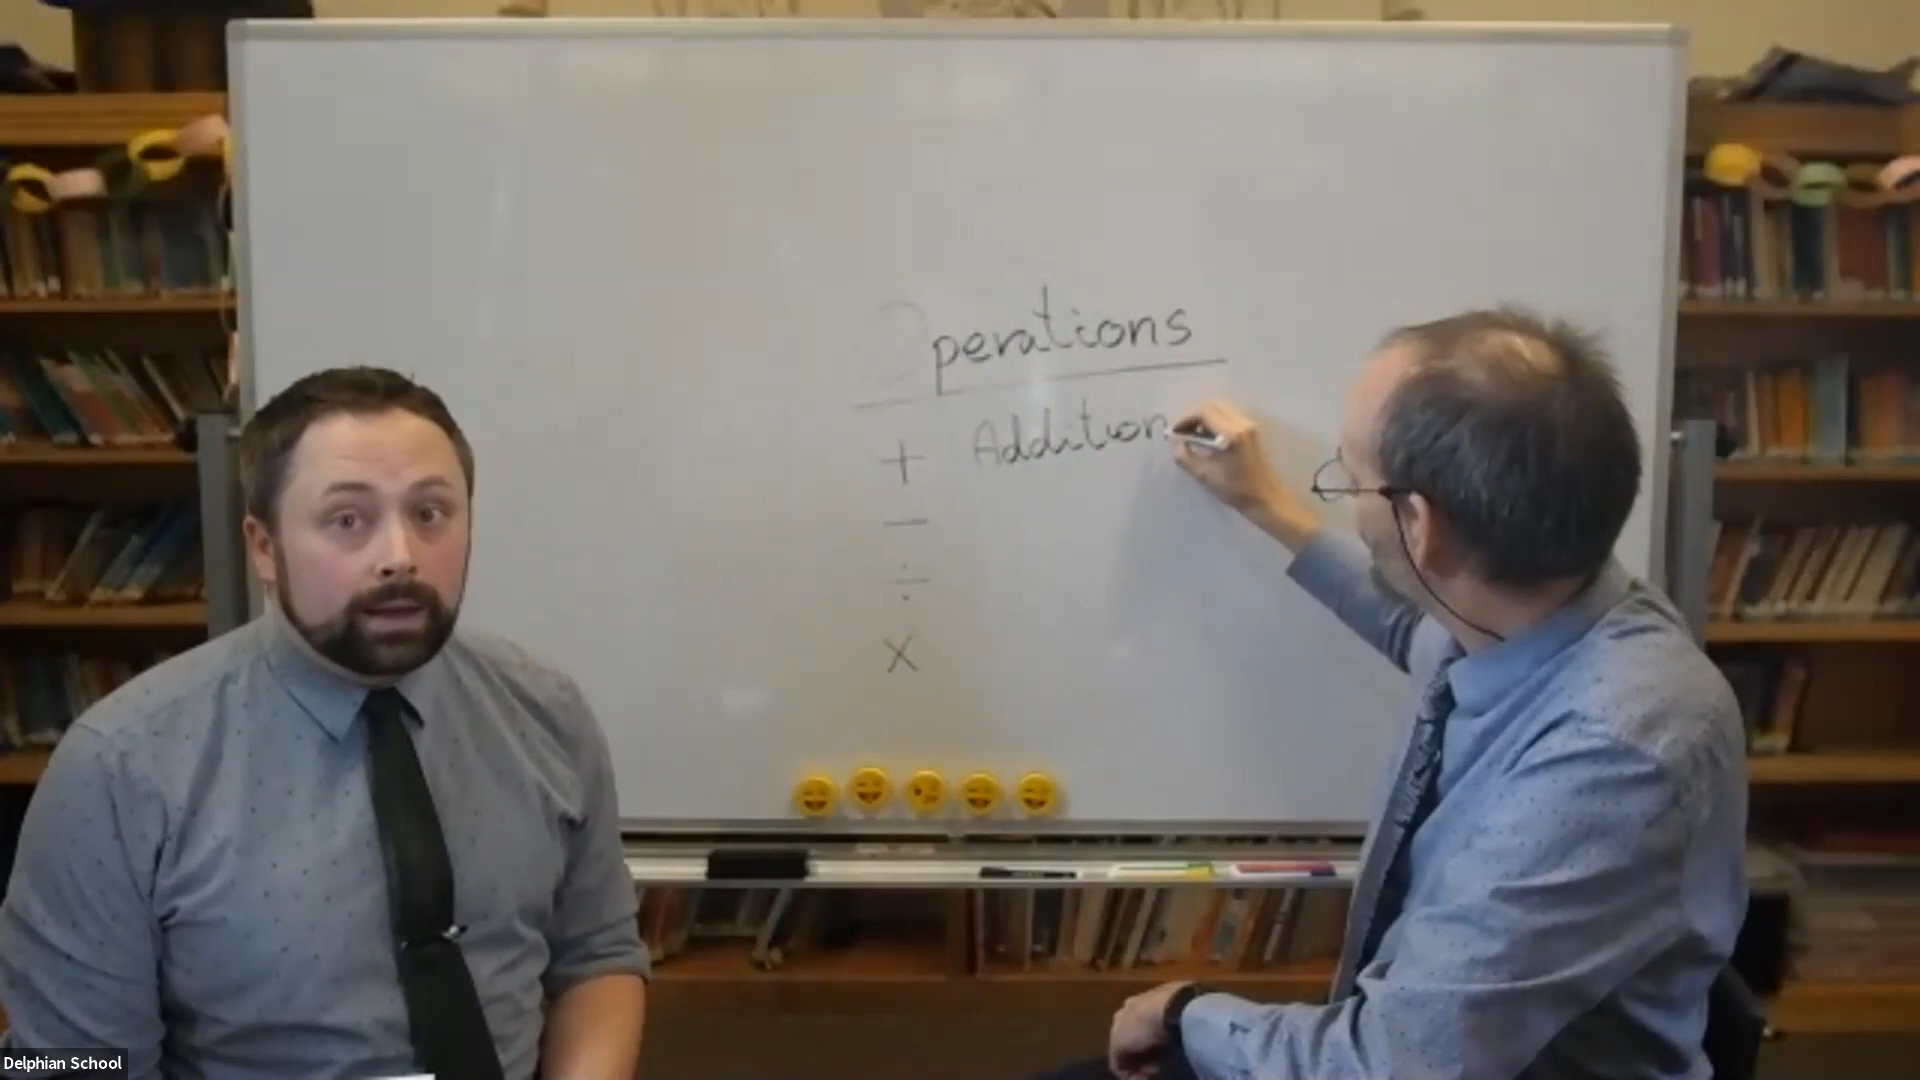 Operations
+ Addition
−
÷
×
Delphian School